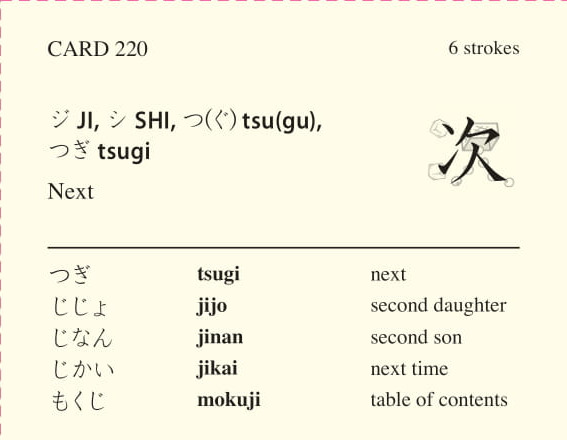 CARD 220 6 strokes
ジ JI, シ SHI, つ(ぐ) tsu(gu),
つぎ tsugi
次
Next
つぎ tsugi next
じじょ jijo second daughter
じなん jinan second son
じかい jikai next time
もくじ mokuji table of contents